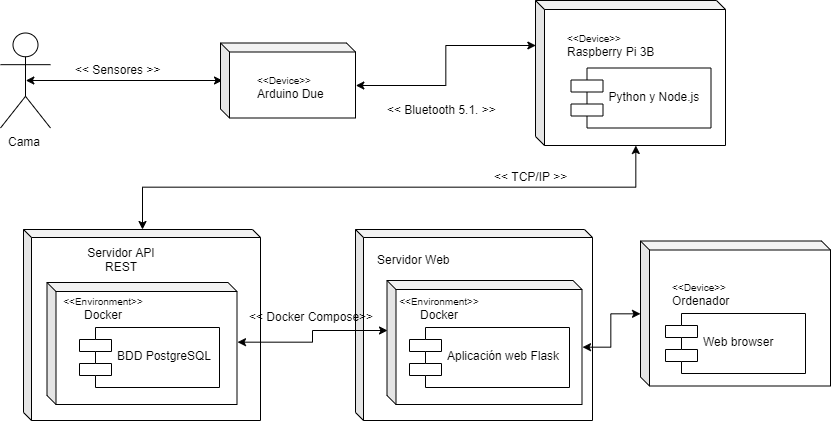 << Sensores >>
Cama
<<Device>>
Arduino Due
<< Bluetooth 5.1. >>
<<Device>>
Raspberry Pi 3B
Python y Node.js
<< TCP/IP >>
Servidor API
REST
<<Environment>>
Docker
BDD PostgreSQL
<< Docker Compose>>
Servidor Web
<<Environment>>
Docker
Aplicación web Flask
<<Device>>
Ordenador
Web browser